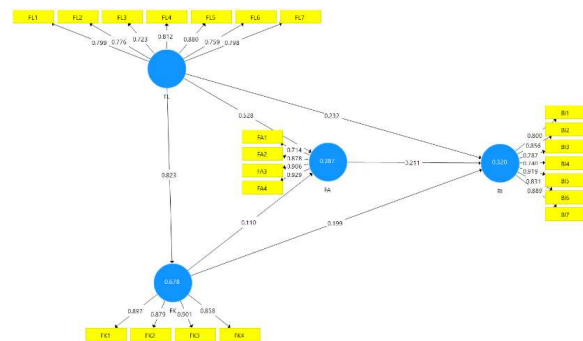 FL1 FL2 FL3 FL4 FL5 FL6 FL7
0.799 0.776 0.723 0.812 0.880 0.759 0.798
FL
0.528
0.232
FA1
FA2
FA3
FA4
0.714
0.878
0.906
0.929
0.287
FA
0.211
0.320
BI
0.800
0.856
0.787
0.740
0.919
0.831
0.889
BI1
BI2
BI3
BI4
BI5
BI6
BI7
0.823
0.110
0.199
0.678
FK
0.897 0.879 0.901 0.858
FK1 FK2 FK3 FK4